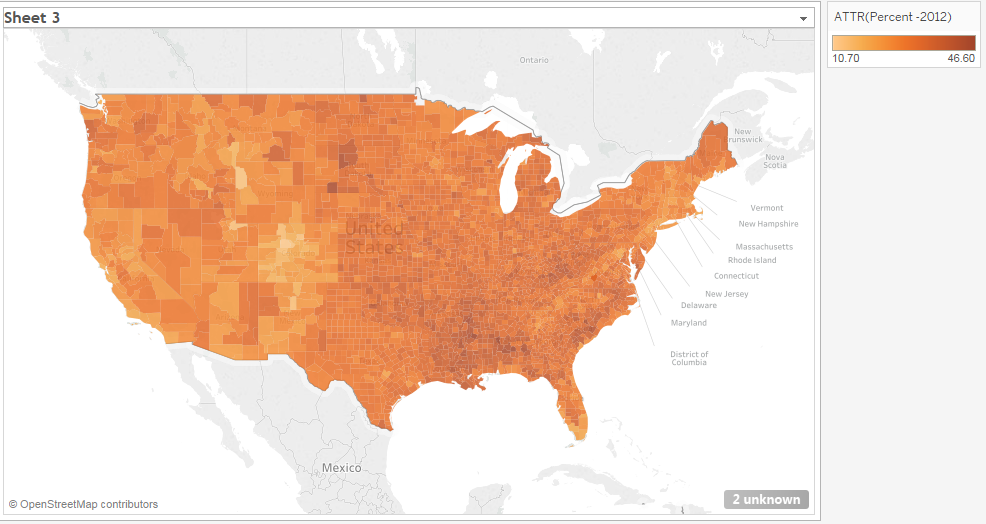 Sheet 3
ATTR(Percent -2012)
10.70
46.60
Ontario
New
runswick
Nova
Scotia
United
States
Vermont
New Hampshire
Massachusetts
Rhode Island
Connecticut
New Jersey
Delaware
Maryland
District of
Columbia
Mexico
2 unknown
© OpenStreetMap contributors